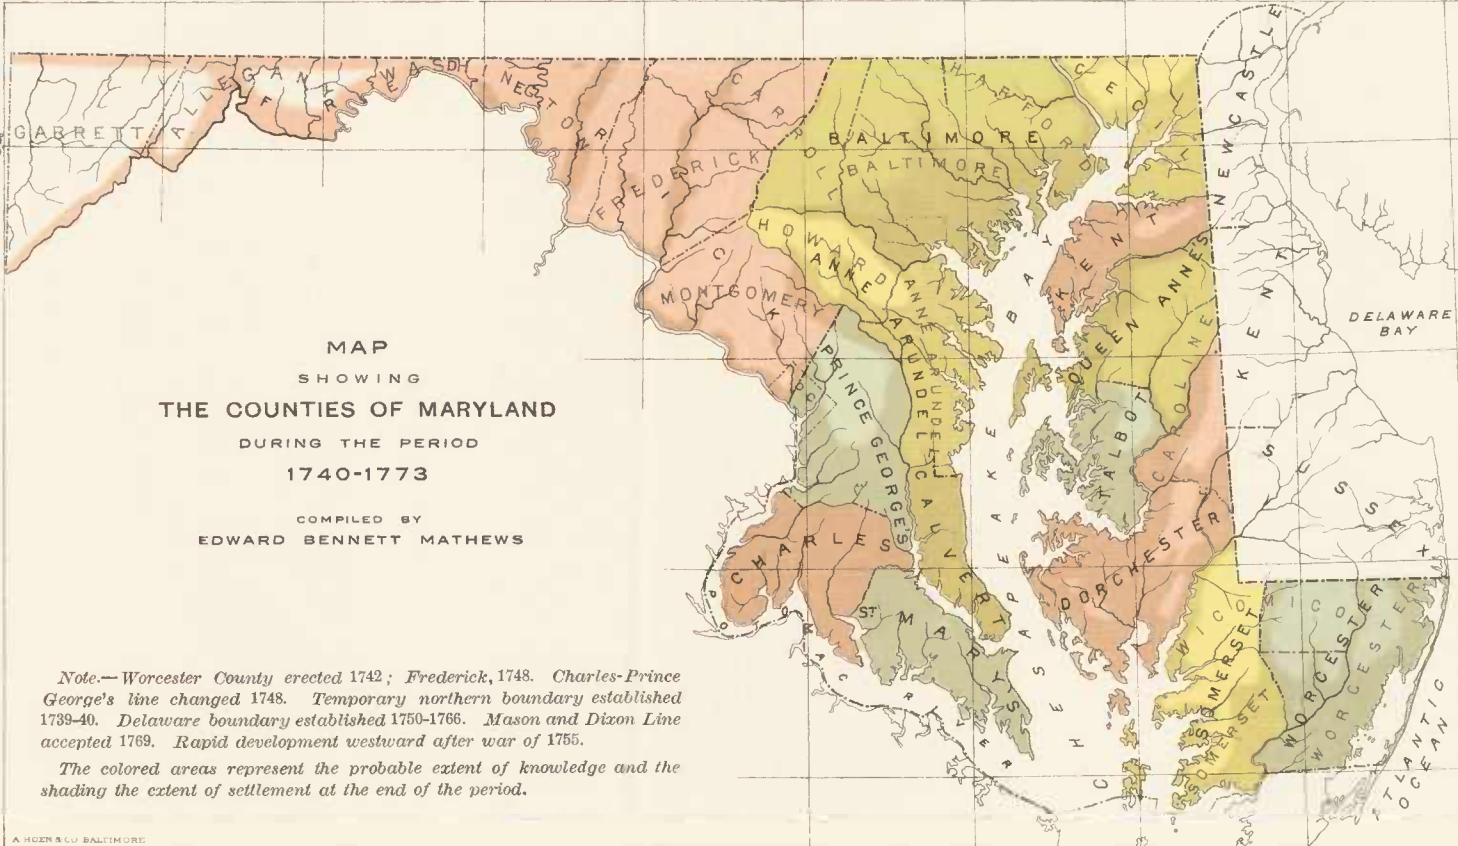 MAP
SHOWING
THE COUNTIES OF MARYLAND
DURING THE PERIOD
1740-1773
COMPILED BY
EDWARD BENNETT MATHEWS
Note.— Worcester County erected 1742; Frederick, 1748. Charles-Prince
George's line changed 1748. Temporary northern boundary established
1739-40. Delaware boundary established 1750-1766. Mason and Dixon Line
accepted 1769. Rapid development westward after war of 1755.
The colored areas represent the probable extent of knowledge and the
shading the extent of settlement at the end of the period.
A HOEN & CO BALTIMORE
GARRETT
ALLEGANY
WASHINGTON
FREDERICK
FREDERICK
CARROLL
BALTIMORE
BALTIMORE
HARFORD
CECIL
NEWCASTLE
HOWARD
ANNE ARUNDEL
ANNE ARUNDEL
MONTGOMERY
KENT
QUEEN ANNES
KENT
DELAWARE
BAY
CAROLINE
TALBOT
PRINCE GEORGE'S
D C
CALVERT
CHARLES
ST MARYS
DORCHESTER
SUSSEX
WICOMICO
SOMERSET
SOMERSET
WORCESTER
WORCESTER
CHESAPEAKE BAY
POTOMAC RIVER
ATLANTIC
OCEAN